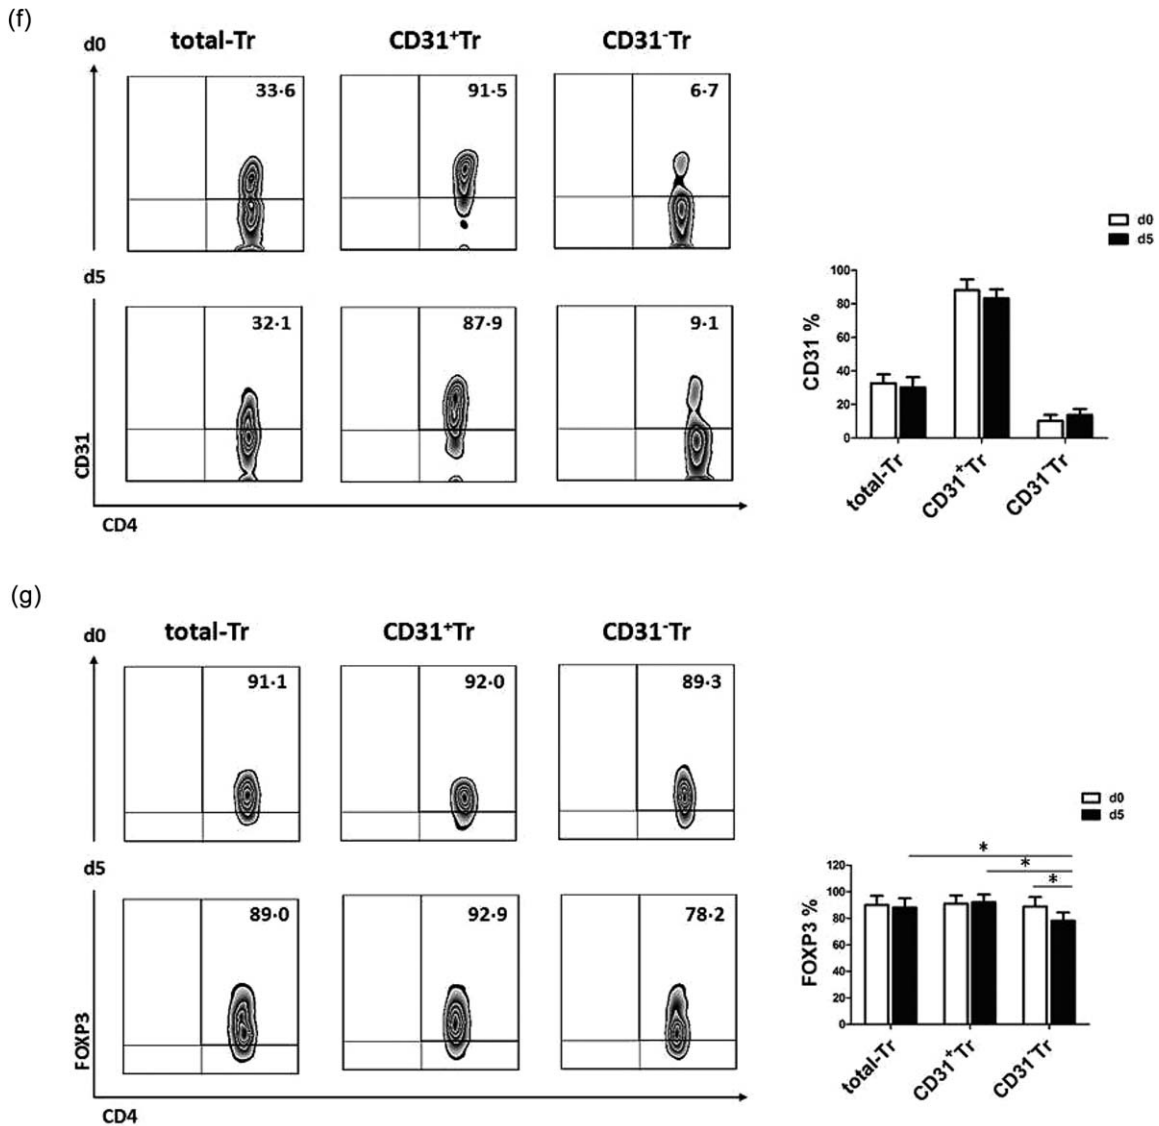 (f)
d0
total-Tr
CD31⁺Tr
CD31⁻Tr
33·6
91·5
6·7
d5
32·1
87·9
9·1
CD31
CD4
d0
d5
100
80
60
40
20
0
CD31 %
total-Tr
CD31⁺Tr
CD31⁻Tr
(g)
d0
total-Tr
CD31⁺Tr
CD31⁻Tr
91·1
92·0
89·3
d5
89·0
92·9
78·2
FOXP3
CD4
d0
d5
*
*
*
120
100
80
60
40
20
0
FOXP3 %
total-Tr
CD31⁺Tr
CD31⁻Tr